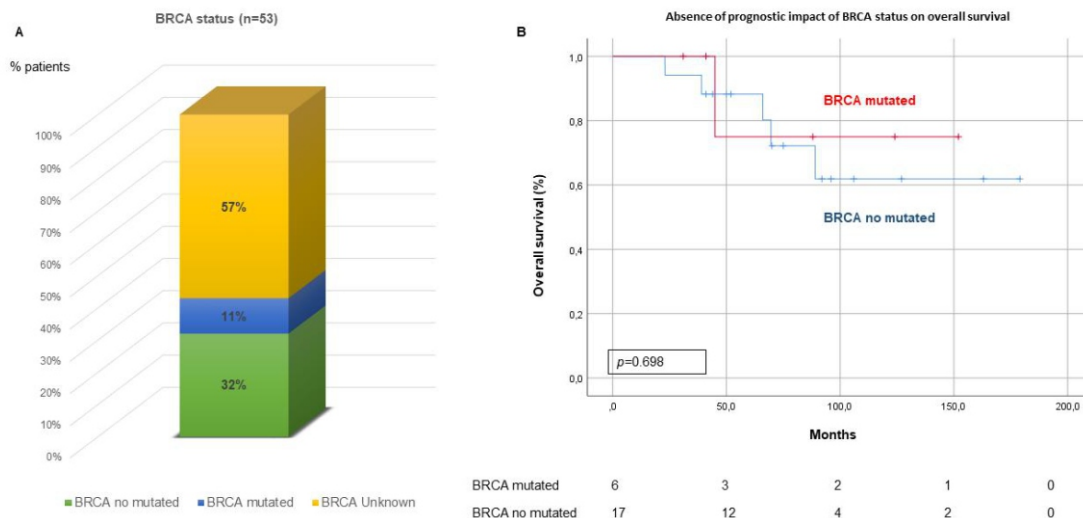 BRCA status (n=53)
A
% patients
100%
90%
80%
70%
60%
50%
40%
30%
20%
10%
0%
57%
11%
32%
BRCA no mutated BRCA mutated BRCA Unknown
Absence of prognostic impact of BRCA status on overall survival
B
Overall survival (%)
1,0
0,8
0,6
0,4
0,2
0,0
BRCA mutated
BRCA no mutated
p=0.698
,0 50,0 100,0 150,0 200,0
Months
BRCA mutated 6 3 2 1 0
BRCA no mutated 17 12 4 2 0